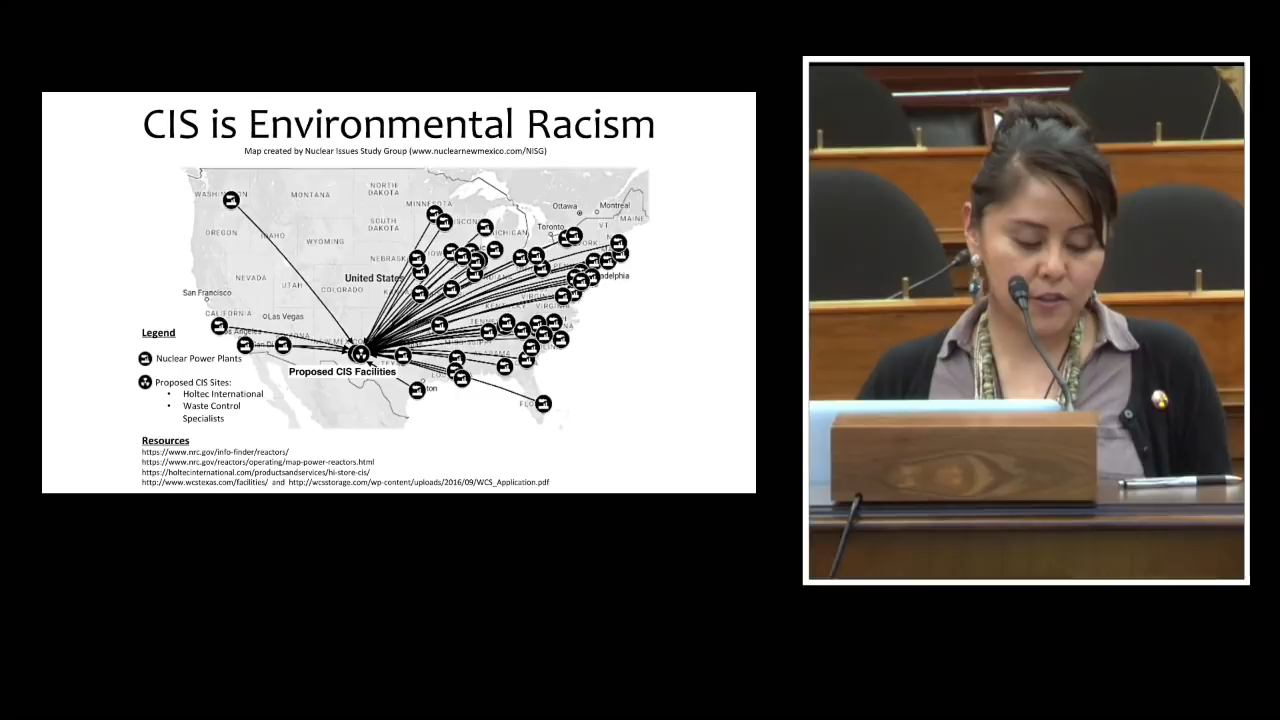 CIS is Environmental Racism
Map created by Nuclear Issues Study Group (www.nuclearnewmexico.com/NISG)
NORTH
DAKOTA
MONTANA
MINNESOTA
Ottawa
Montreal
MAINE
SOUTH
DAKOTA
VT
Toronto
OREGON
WYOMING
NEBRASK
United States
NEVADA
UTAH
COLORADO
San Francisco
CALIFORNIA
Las Vegas
Legend
Nuclear Power Plants
Proposed CIS Facilities
Proposed CIS Sites:
• Holtec International
• Waste Control
Specialists
Resources
https://www.nrc.gov/info-finder/reactors/
https://www.nrc.gov/reactors/operating/map-power-reactors.html
https://holtecinternational.com/productsandservices/hi-store-cis/
http://www.wcstexas.com/facilities/ and http://wcsstorage.com/wp-content/uploads/2016/09/WCS_Application.pdf